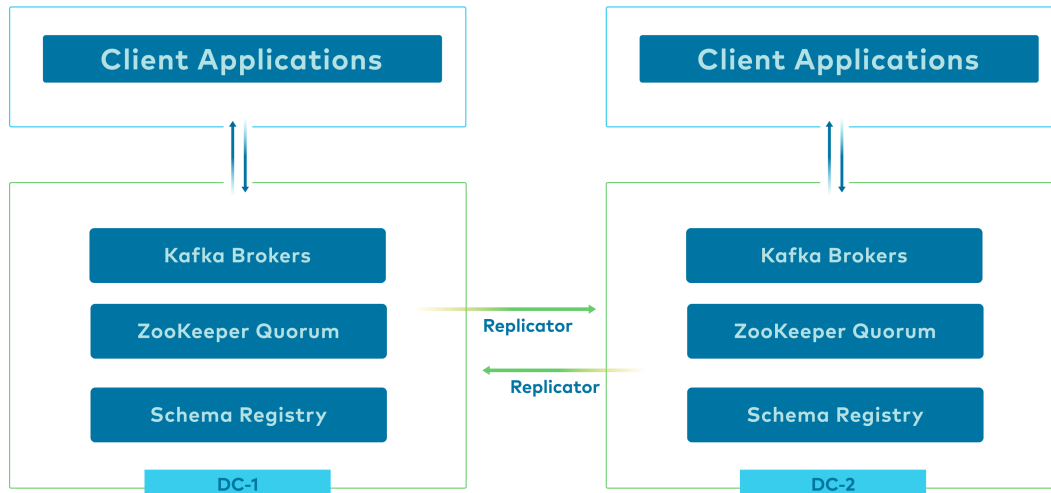 Client Applications
Client Applications
Kafka Brokers
ZooKeeper Quorum
Schema Registry
DC-1
Replicator
Replicator
Kafka Brokers
ZooKeeper Quorum
Schema Registry
DC-2